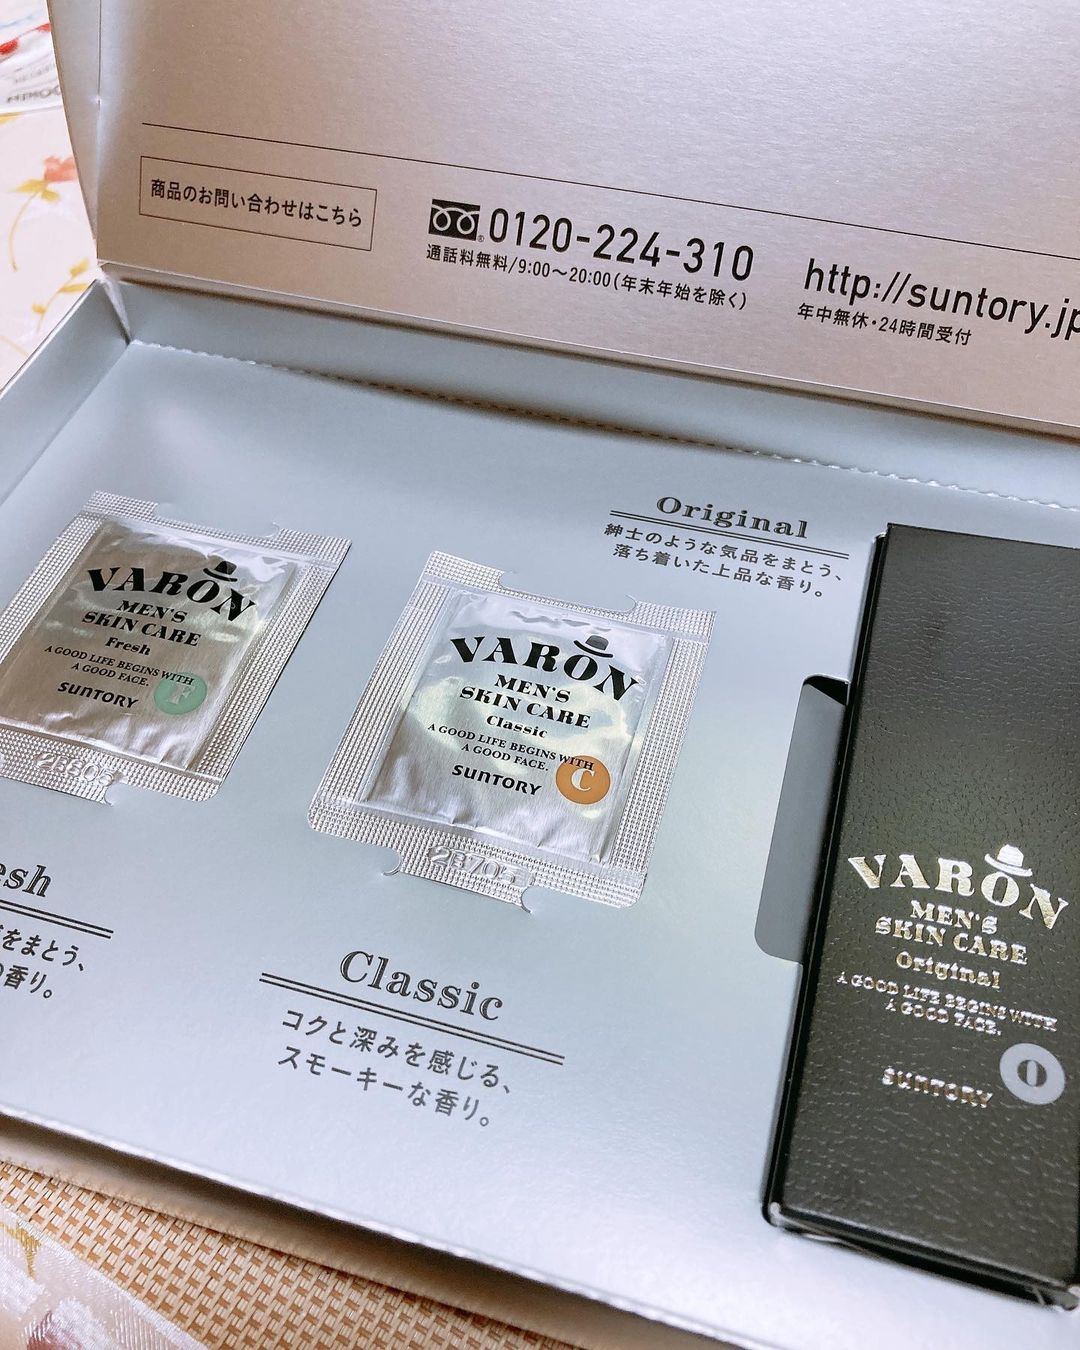 商品のお問い合わせはこちら
0120-224-310
通話料無料/9:00〜20:00(年末年始を除く)
http://suntory.jp
年中無休・24時間受付
Original
紳士のような気品をまとう、
落ち着いた上品な香り。
VARON
MEN'S
SKIN CARE
Fresh
A GOOD LIFE BEGINS WITH
A GOOD FACE.
F
SUNTORY
2B606
VARON
MEN'S
SKIN CARE
Classic
A GOOD LIFE BEGINS WITH
A GOOD FACE.
C
SUNTORY
2B705
esh
をまとう、
の香り。
Classic
コクと深みを感じる、
スモーキーな香り。
VARON
MEN'S
SKIN CARE
Original
A GOOD LIFE BEGINS WITH
A GOOD FACE.
O
SUNTORY